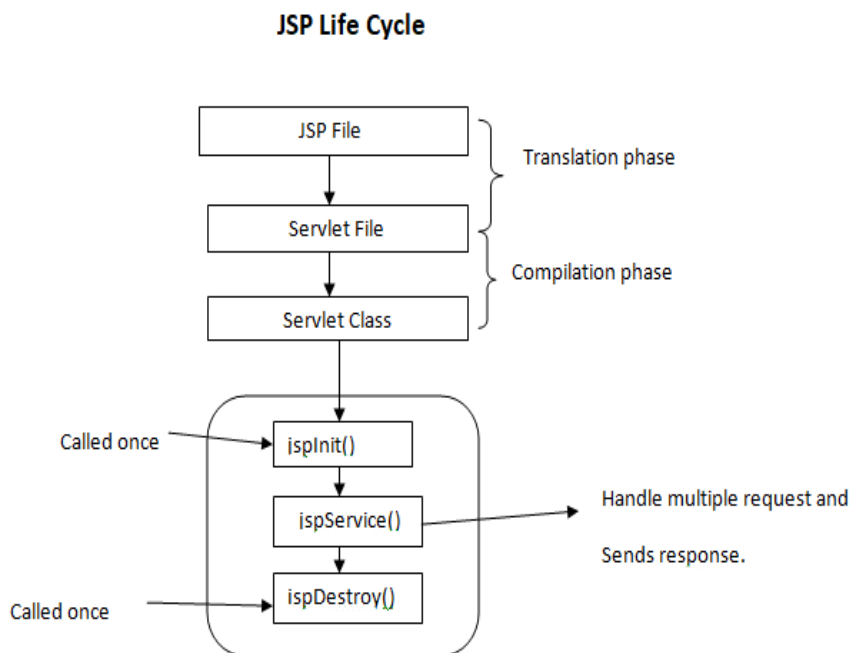 JSP Life Cycle
JSP File
Translation phase
Servlet File
Compilation phase
Servlet Class
Called once
jspInit()
jspService()
Handle multiple request and
Sends response.
jspDestroy()
Called once